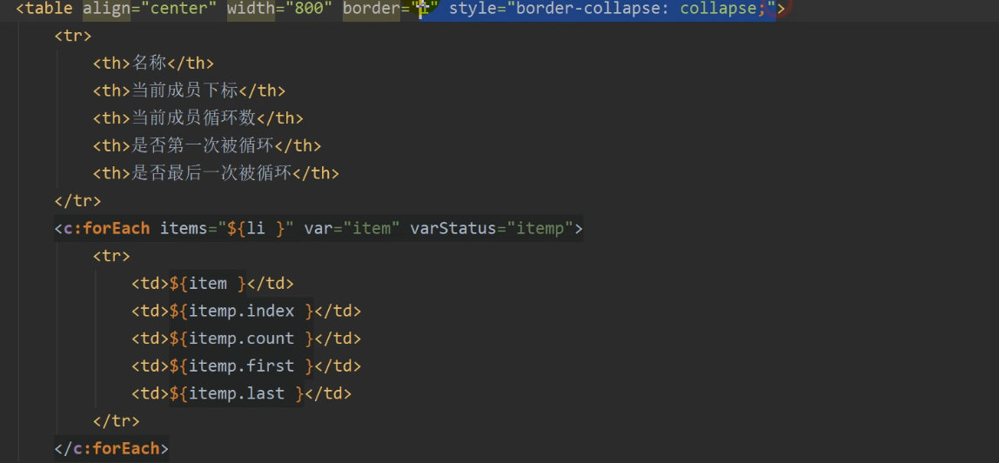 <table align="center" width="800" border="1" style="border-collapse: collapse;">
<tr>
<th>名称</th>
<th>当前成员下标</th>
<th>当前成员循环数</th>
<th>是否第一次被循环</th>
<th>是否最后一次被循环</th>
</tr>
<c:forEach items="${li }" var="item" varStatus="itemp">
<tr>
<td>${item }</td>
<td>${itemp.index }</td>
<td>${itemp.count }</td>
<td>${itemp.first }</td>
<td>${itemp.last }</td>
</tr>
</c:forEach>